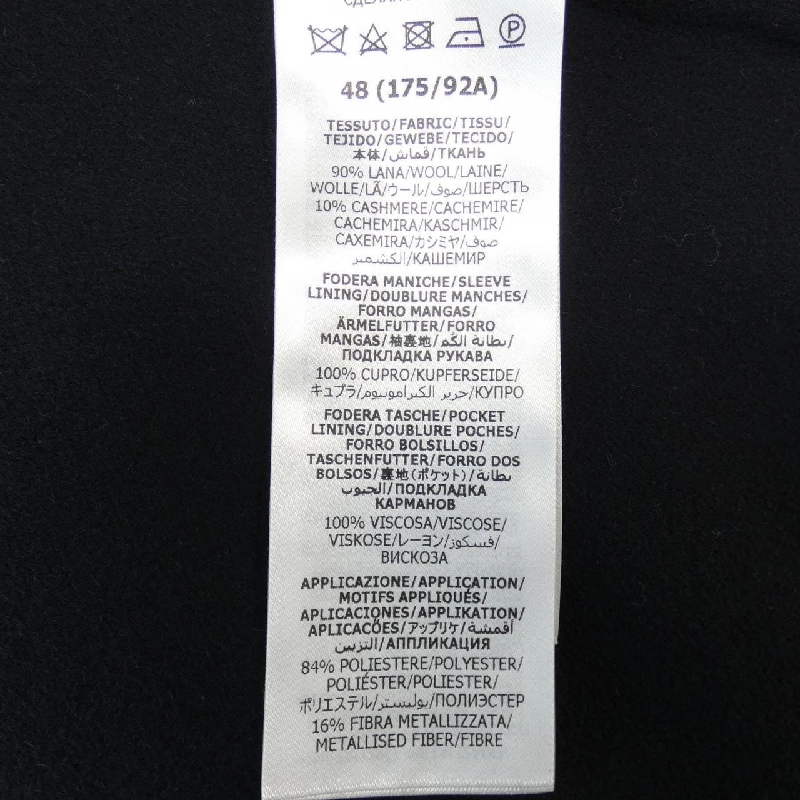 СДЕЛАНО
P
48 (175/92A)
TESSUTO/FABRIC/TISSU/
TEJIDO/GEWEBE/TECIDO/
本体/قماش/ТКАНЬ
90% LANA/WOOL/LAINE/
WOLLE/LÃ/ウール/صوف/ШЕРСТЬ
10% CASHMERE/CACHEMIRE/
CACHEMIRA/KASCHMIR/
CAXEMIRA/カシミヤ/صوف
الكشمير/КАШЕМИР
FODERA MANICHE/SLEEVE
LINING/DOUBLURE MANCHES/
FORRO MANGAS/
ÄRMELFUTTER/FORRO
MANGAS/袖裏地/بطانة الكُم/
ПОДКЛАДКА РУКАВА
100% CUPRO/KUPFERSEIDE/
キュプラ/حرير الكبرامونيوم/КУПРО
FODERA TASCHE/POCKET
LINING/DOUBLURE POCHES/
FORRO BOLSILLOS/
TASCHENFUTTER/FORRO DOS
BOLSOS/裏地(ポケット)/بطانة
الجيوب/ПОДКЛАДКА
КАРМАНОВ
100% VISCOSA/VISCOSE/
VISKOSE/レーヨン/فسكوز/
ВИСКОЗА
APPLICAZIONE/APPLICATION/
MOTIFS APPLIQUÉS/
APLICACIONES/APPLIKATION/
APLICACÕES/アップリケ/أقمشة
التزيين/АППЛИКАЦИЯ
84% POLIESTERE/POLYESTER/
POLIÉSTER/POLIESTER/
ポリエステル/بوليستر/ПОЛИЭСТЕР
16% FIBRA METALLIZZATA/
METALLISED FIBER/FIBRE